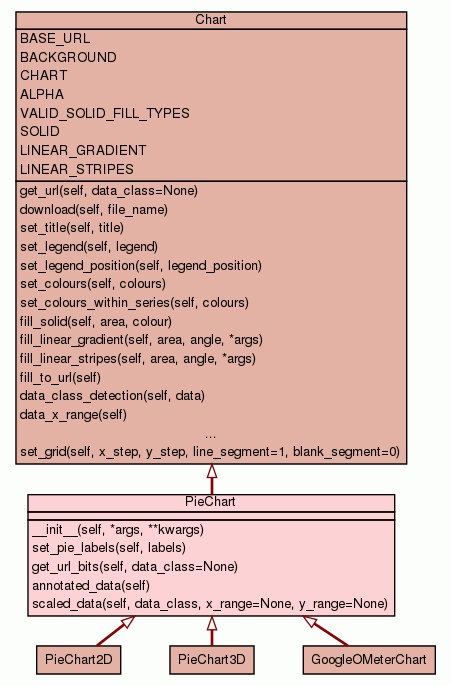 Chart
BASE_URL
BACKGROUND
CHART
ALPHA
VALID_SOLID_FILL_TYPES
SOLID
LINEAR_GRADIENT
LINEAR_STRIPES
get_url(self, data_class=None)
download(self, file_name)
set_title(self, title)
set_legend(self, legend)
set_legend_position(self, legend_position)
set_colours(self, colours)
set_colours_within_series(self, colours)
fill_solid(self, area, colour)
fill_linear_gradient(self, area, angle, *args)
fill_linear_stripes(self, area, angle, *args)
fill_to_url(self)
data_class_detection(self, data)
data_x_range(self)
...
set_grid(self, x_step, y_step, line_segment=1, blank_segment=0)
PieChart
__init__(self, *args, **kwargs)
set_pie_labels(self, labels)
get_url_bits(self, data_class=None)
annotated_data(self)
scaled_data(self, data_class, x_range=None, y_range=None)
PieChart2D
PieChart3D
GoogleOMeterChart